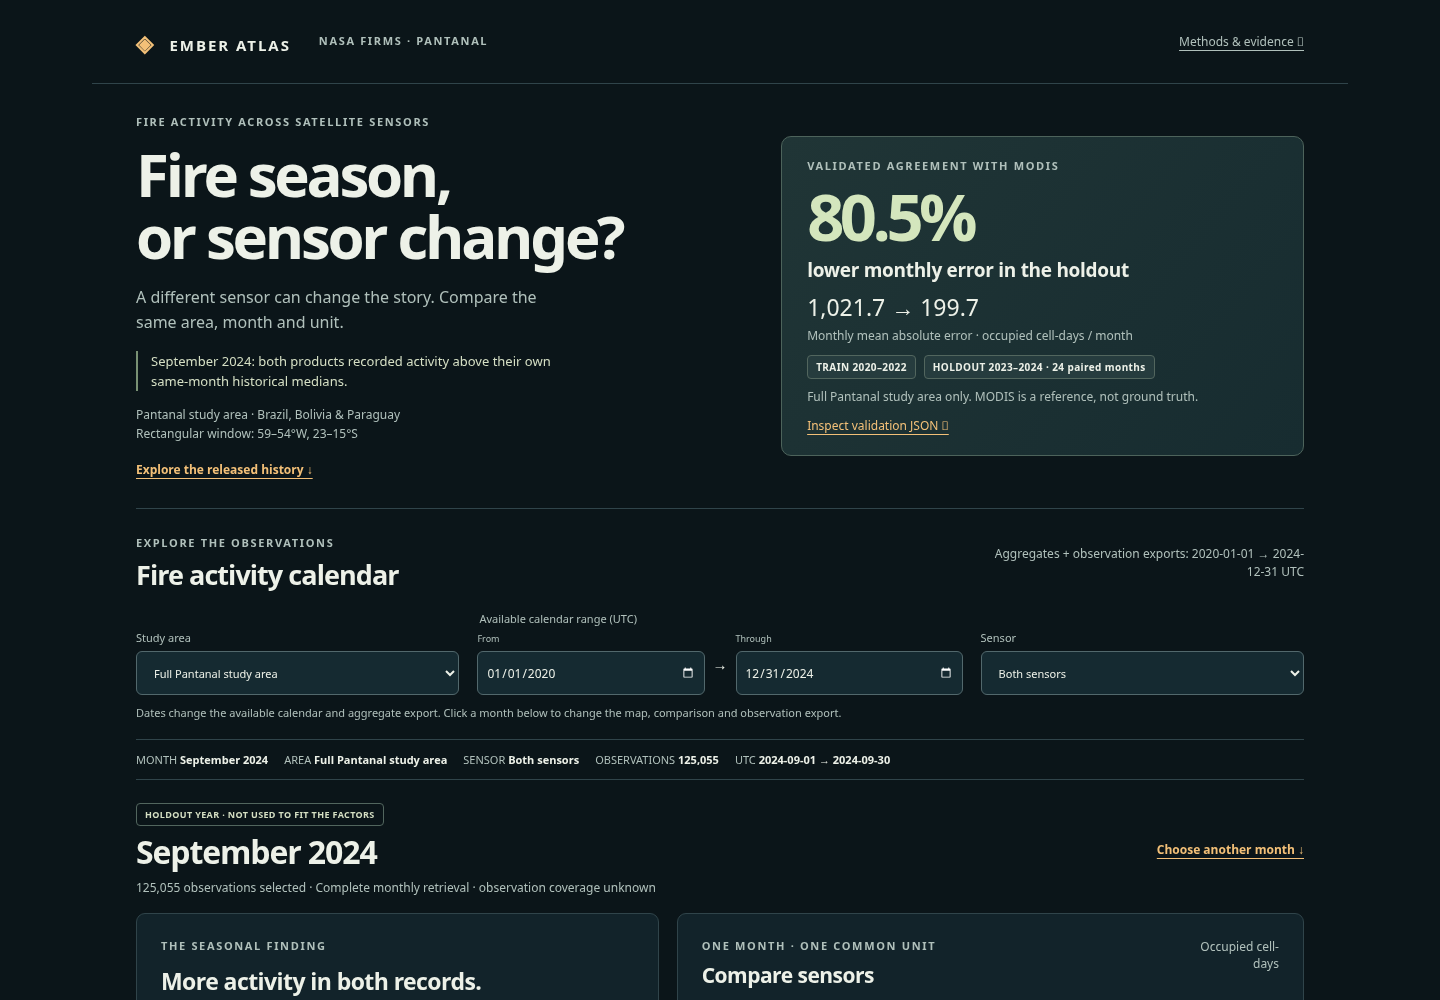 EMBER ATLAS
NASA FIRMS · PANTANAL
Methods & evidence
FIRE ACTIVITY ACROSS SATELLITE SENSORS
Fire season,
or sensor change?
A different sensor can change the story. Compare the
same area, month and unit.
September 2024: both products recorded activity above their own
same-month historical medians.
Pantanal study area · Brazil, Bolivia & Paraguay
Rectangular window: 59–54°W, 23–15°S
Explore the released history ↓
VALIDATED AGREEMENT WITH MODIS
80.5%
lower monthly error in the holdout
1,021.7 → 199.7
Monthly mean absolute error · occupied cell-days / month
TRAIN 2020–2022
HOLDOUT 2023–2024 · 24 paired months
Full Pantanal study area only. MODIS is a reference, not ground truth.
Inspect validation JSON
EXPLORE THE OBSERVATIONS
Fire activity calendar
Aggregates + observation exports: 2020-01-01 → 2024-
12-31 UTC
Study area
Full Pantanal study area
Available calendar range (UTC)
From
01/01/2020
→
Through
12/31/2024
Sensor
Both sensors
Dates change the available calendar and aggregate export. Click a month below to change the map, comparison and observation export.
MONTH September 2024 AREA Full Pantanal study area SENSOR Both sensors OBSERVATIONS 125,055 UTC 2024-09-01 → 2024-09-30
HOLDOUT YEAR · NOT USED TO FIT THE FACTORS
September 2024
Choose another month ↓
125,055 observations selected · Complete monthly retrieval · observation coverage unknown
THE SEASONAL FINDING
More activity in both records.
ONE MONTH · ONE COMMON UNIT
Compare sensors
Occupied cell-
days